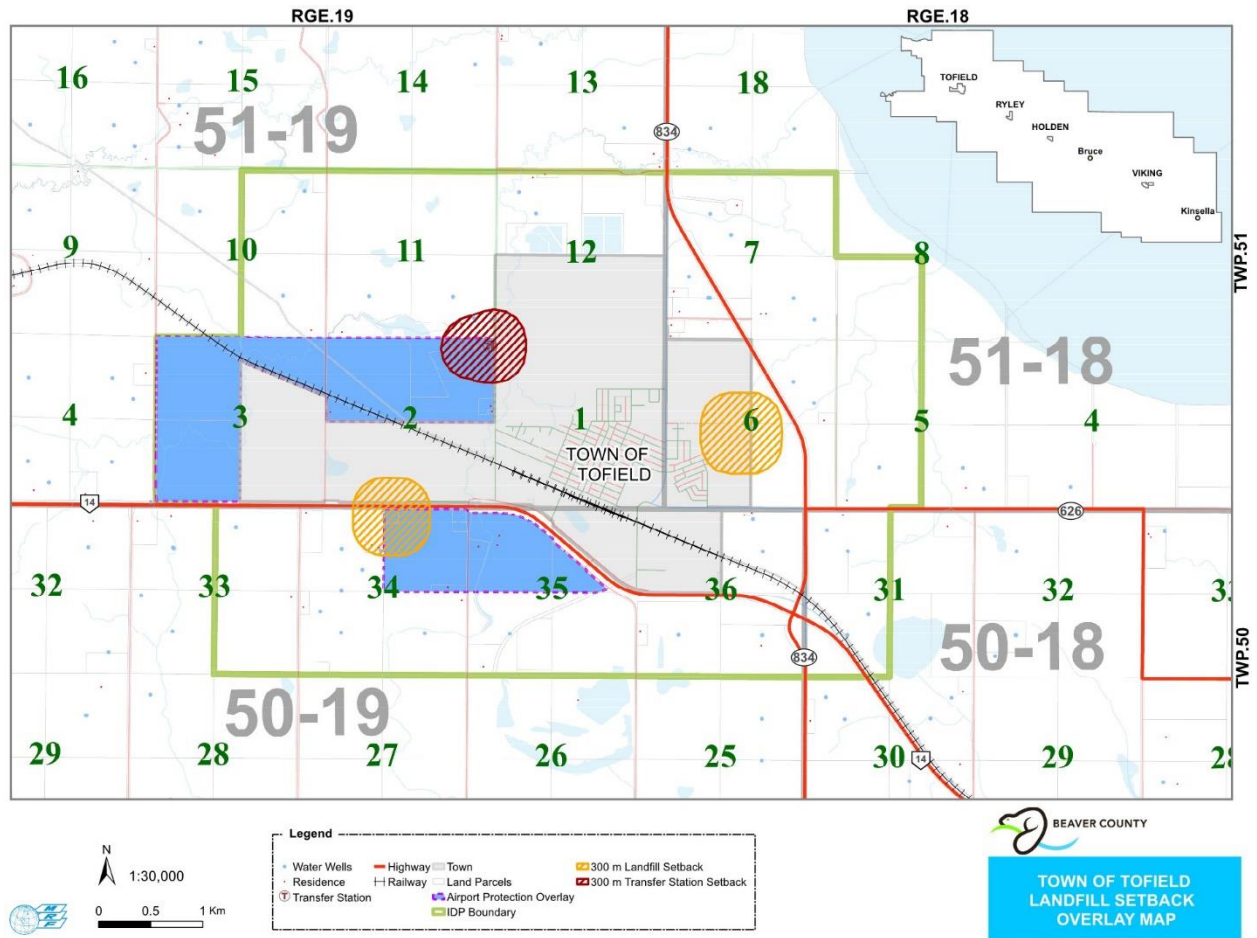 RGE.19
RGE.18
16
15
14
13
18
51-19
834
TOFIELD
RYLEY
HOLDEN
Bruce
VIKING
Kinsella
TWP.51
9
10
11
12
7
8
51-18
4
3
2
1
6
5
4
TOWN OF
TOFIELD
14
626
32
33
34
35
36
31
32
50-18
TWP.50
834
50-19
29
28
27
26
25
30
29
14
BEAVER COUNTY
TOWN OF TOFIELD
LANDFILL SETBACK
OVERLAY MAP
N
1:30,000
0 0.5 1 Km
MRF
Legend
Water Wells
Residence
T Transfer Station
Highway
Railway
Town
Land Parcels
Airport Protection Overlay
IDP Boundary
300 m Landfill Setback
300 m Transfer Station Setback